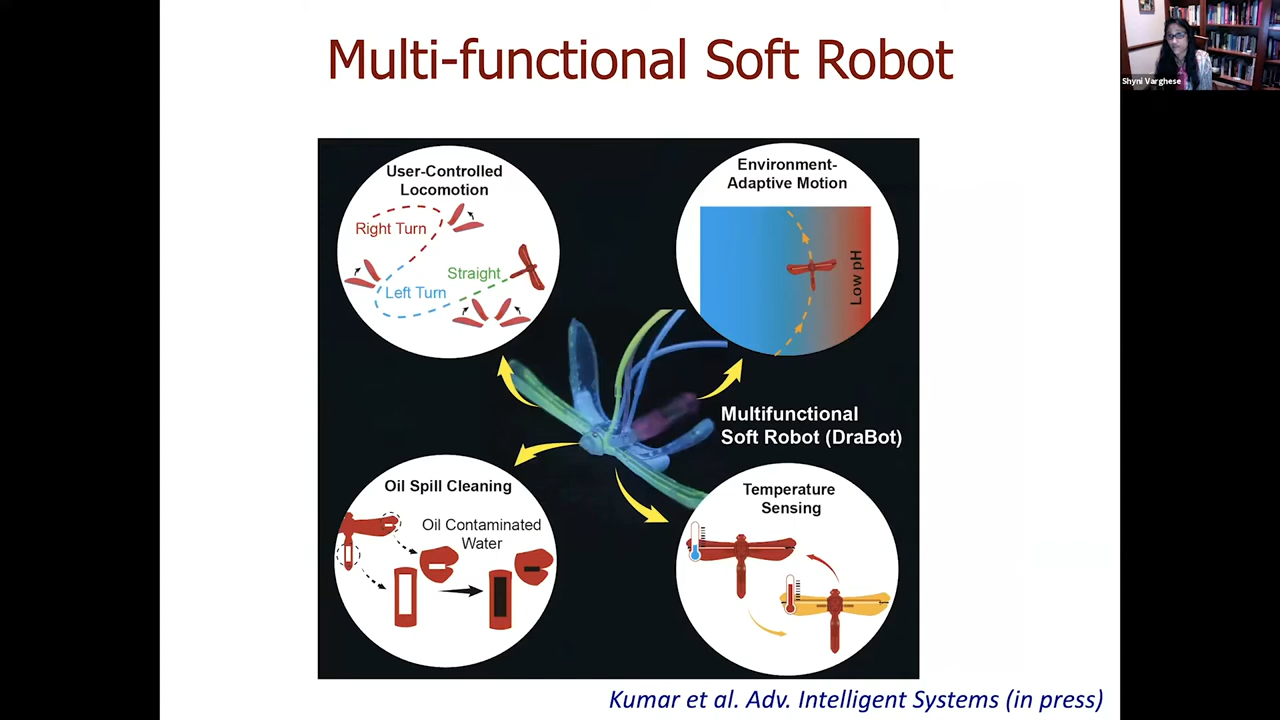 Multi-functional Soft Robot
Shyni Varghese
User-Controlled
Locomotion
Right Turn
Straight
Left Turn
Environment-
Adaptive Motion
Low pH
Multifunctional
Soft Robot (DraBot)
Oil Spill Cleaning
Oil Contaminated
Water
Temperature
Sensing
Kumar et al. Adv. Intelligent Systems (in press)